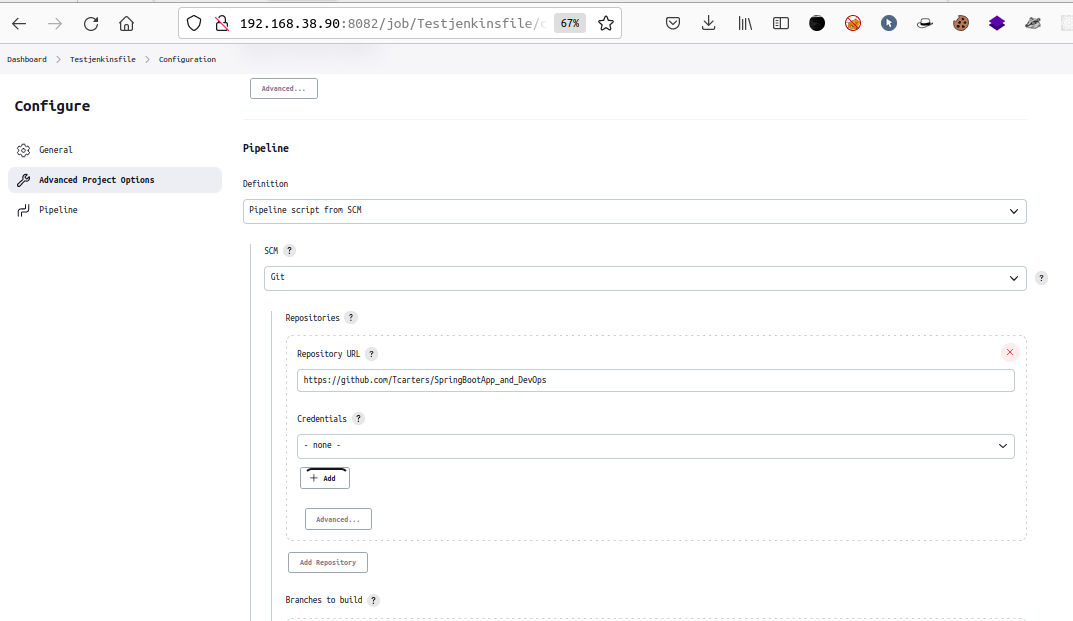 192.168.38.90:8082/job/Testjenkinsfile/c 67%
Dashboard > Testjenkinsfile > Configuration
Configure
General
Advanced Project Options
Pipeline
Advanced...
Pipeline
Definition
Pipeline script from SCM
SCM ?
Git
?
Repositories ?
Repository URL ?
https://github.com/Tcarters/SpringBootApp_and_DevOps
Credentials ?
- none -
+ Add
Advanced...
Add Repository
Branches to build ?